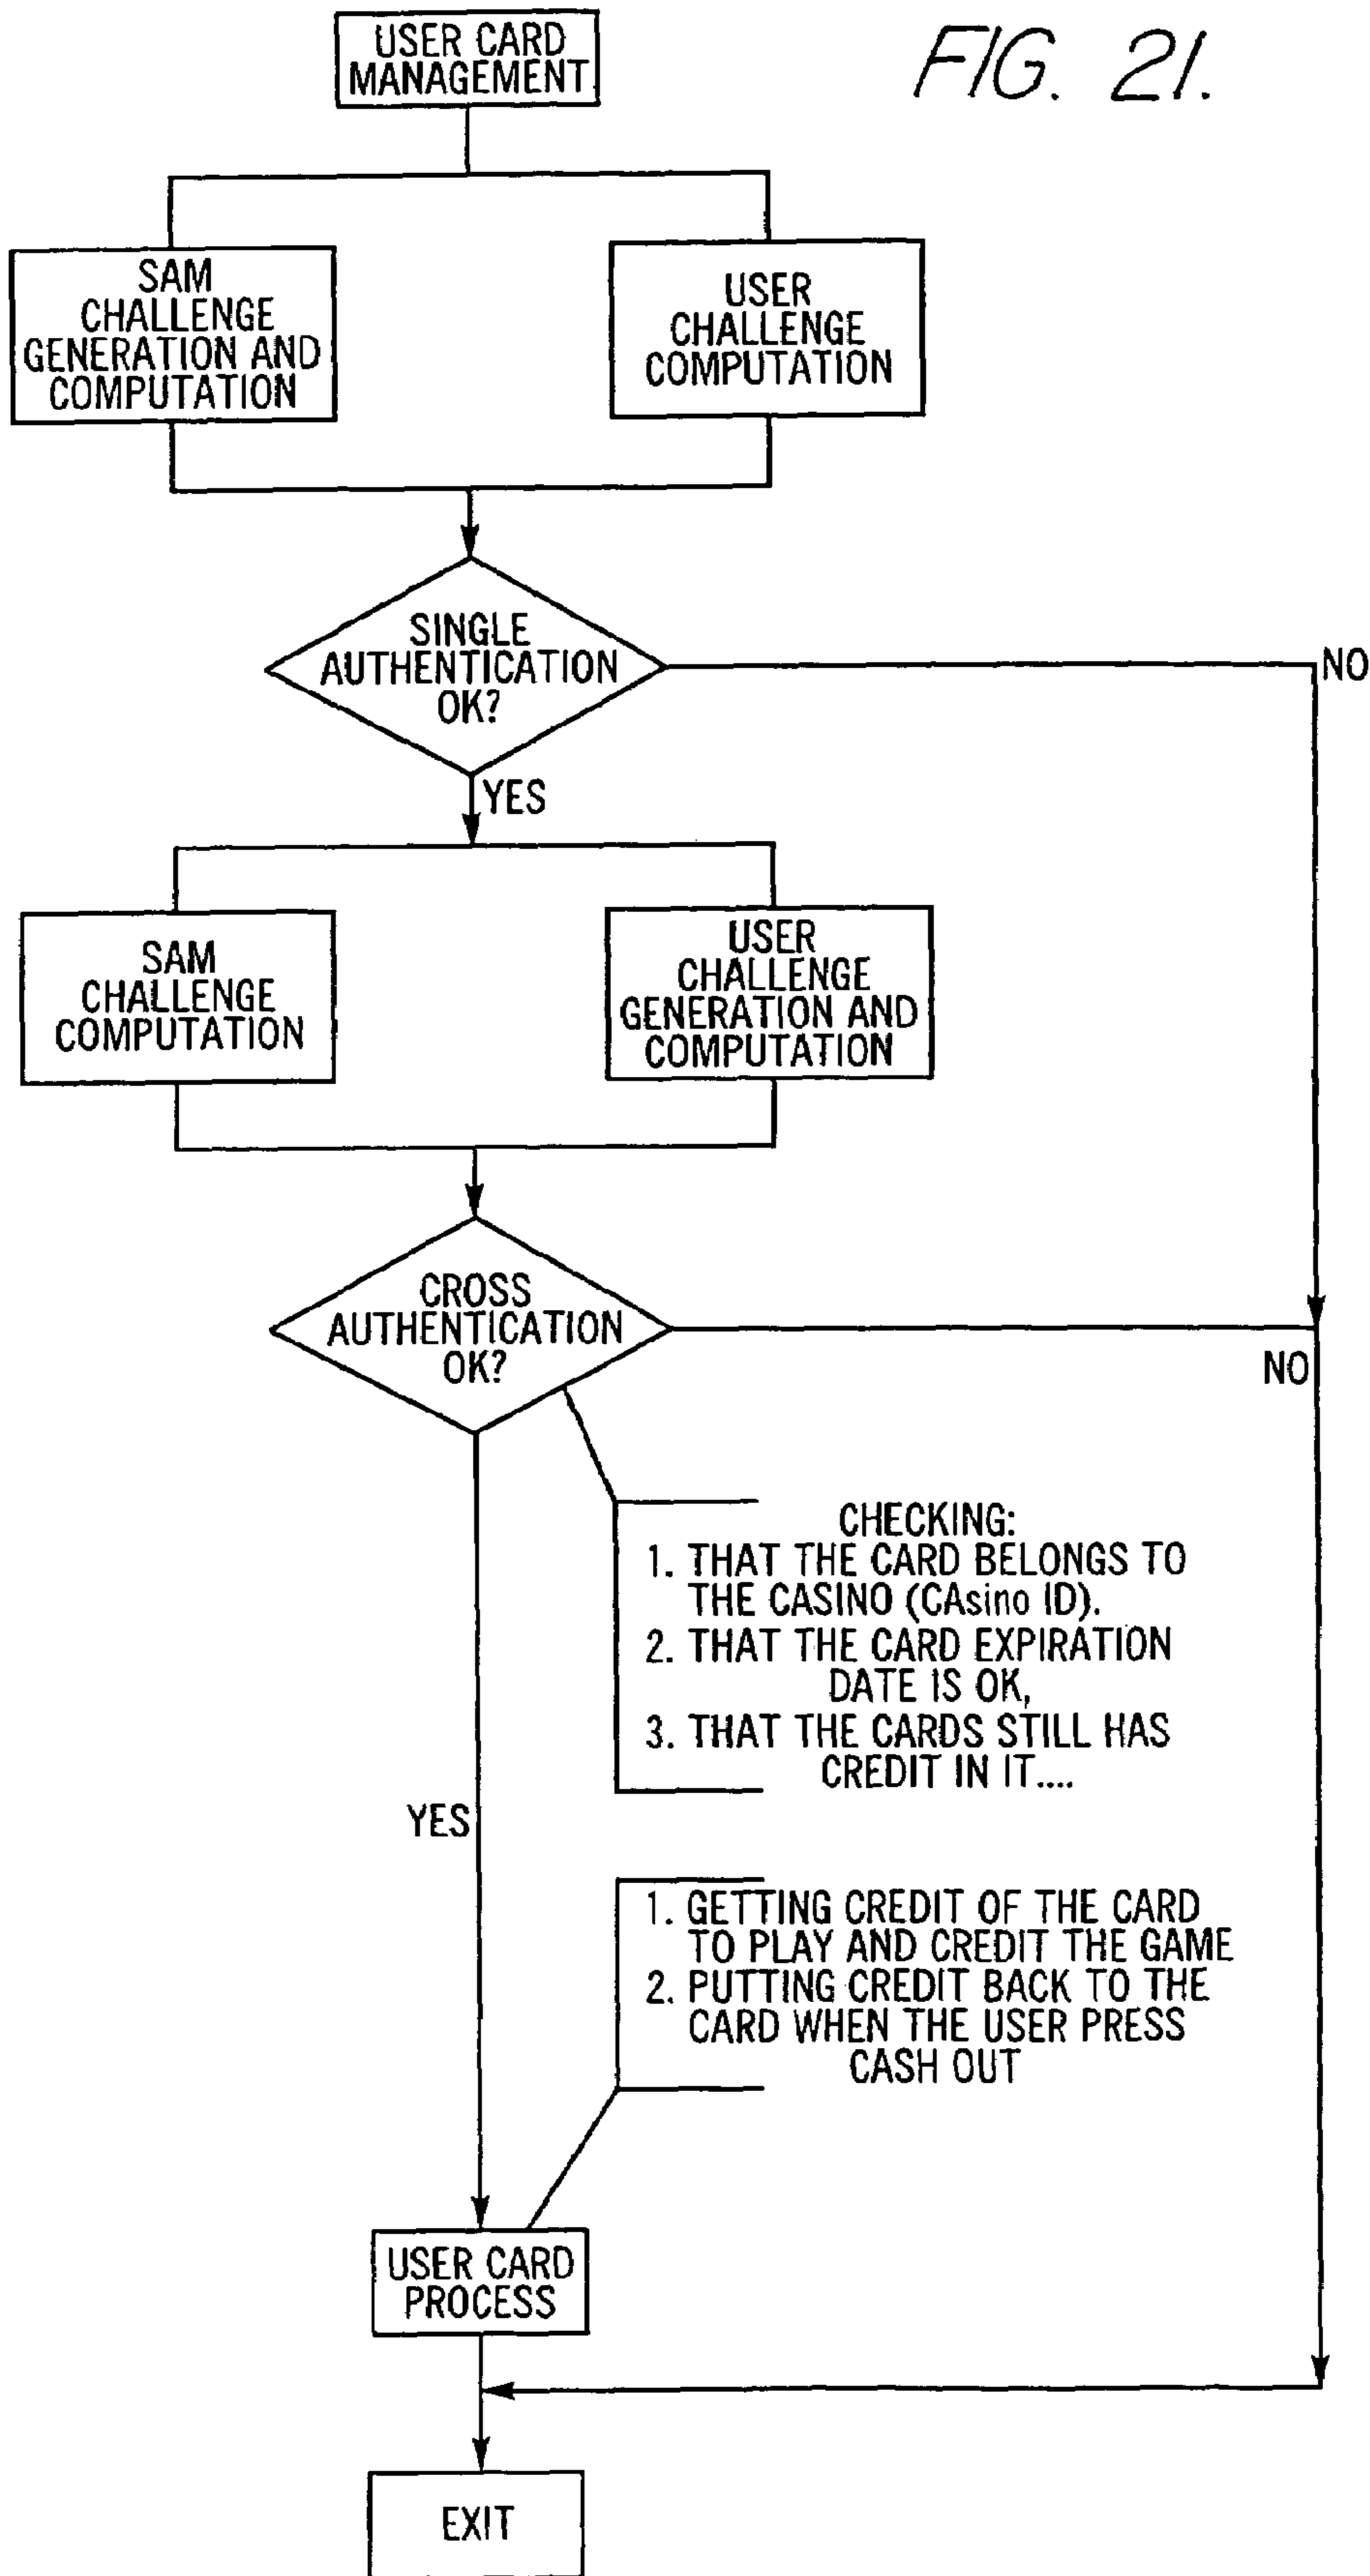 USER CARD
MANAGEMENT
FIG. 21.
SAM
CHALLENGE
GENERATION AND
COMPUTATION
USER
CHALLENGE
COMPUTATION
SINGLE
AUTHENTICATION
OK?
NO
YES
SAM
CHALLENGE
COMPUTATION
USER
CHALLENGE
GENERATION AND
COMPUTATION
CROSS
AUTHENTICATION
OK?
NO
CHECKING:
1. THAT THE CARD BELONGS TO
THE CASINO (CAsino ID).
2. THAT THE CARD EXPIRATION
DATE IS OK,
3. THAT THE CARDS STILL HAS
CREDIT IN IT....
YES
1. GETTING CREDIT OF THE CARD
TO PLAY AND CREDIT THE GAME
2. PUTTING CREDIT BACK TO THE
CARD WHEN THE USER PRESS
CASH OUT
USER CARD
PROCESS
EXIT